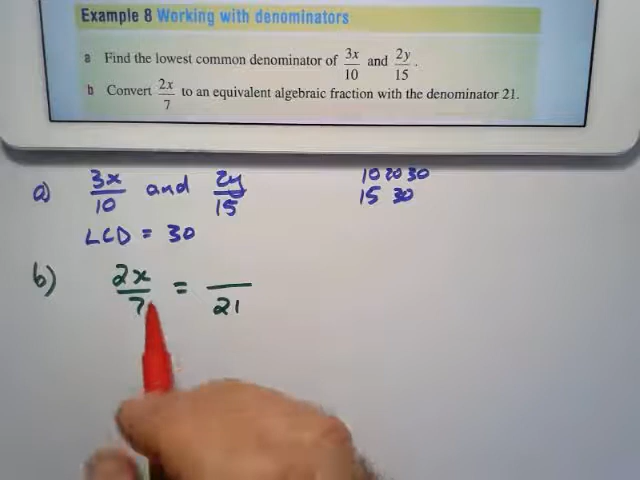 Example 8 Working with denominators
a Find the lowest common denominator of 3x/10 and 2y/15.
b Convert 2x/7 to an equivalent algebraic fraction with the denominator 21.
a) 3x/10 and 2y/15
10 20 30
15 30
LCD = 30
b) 2x/7 = /21